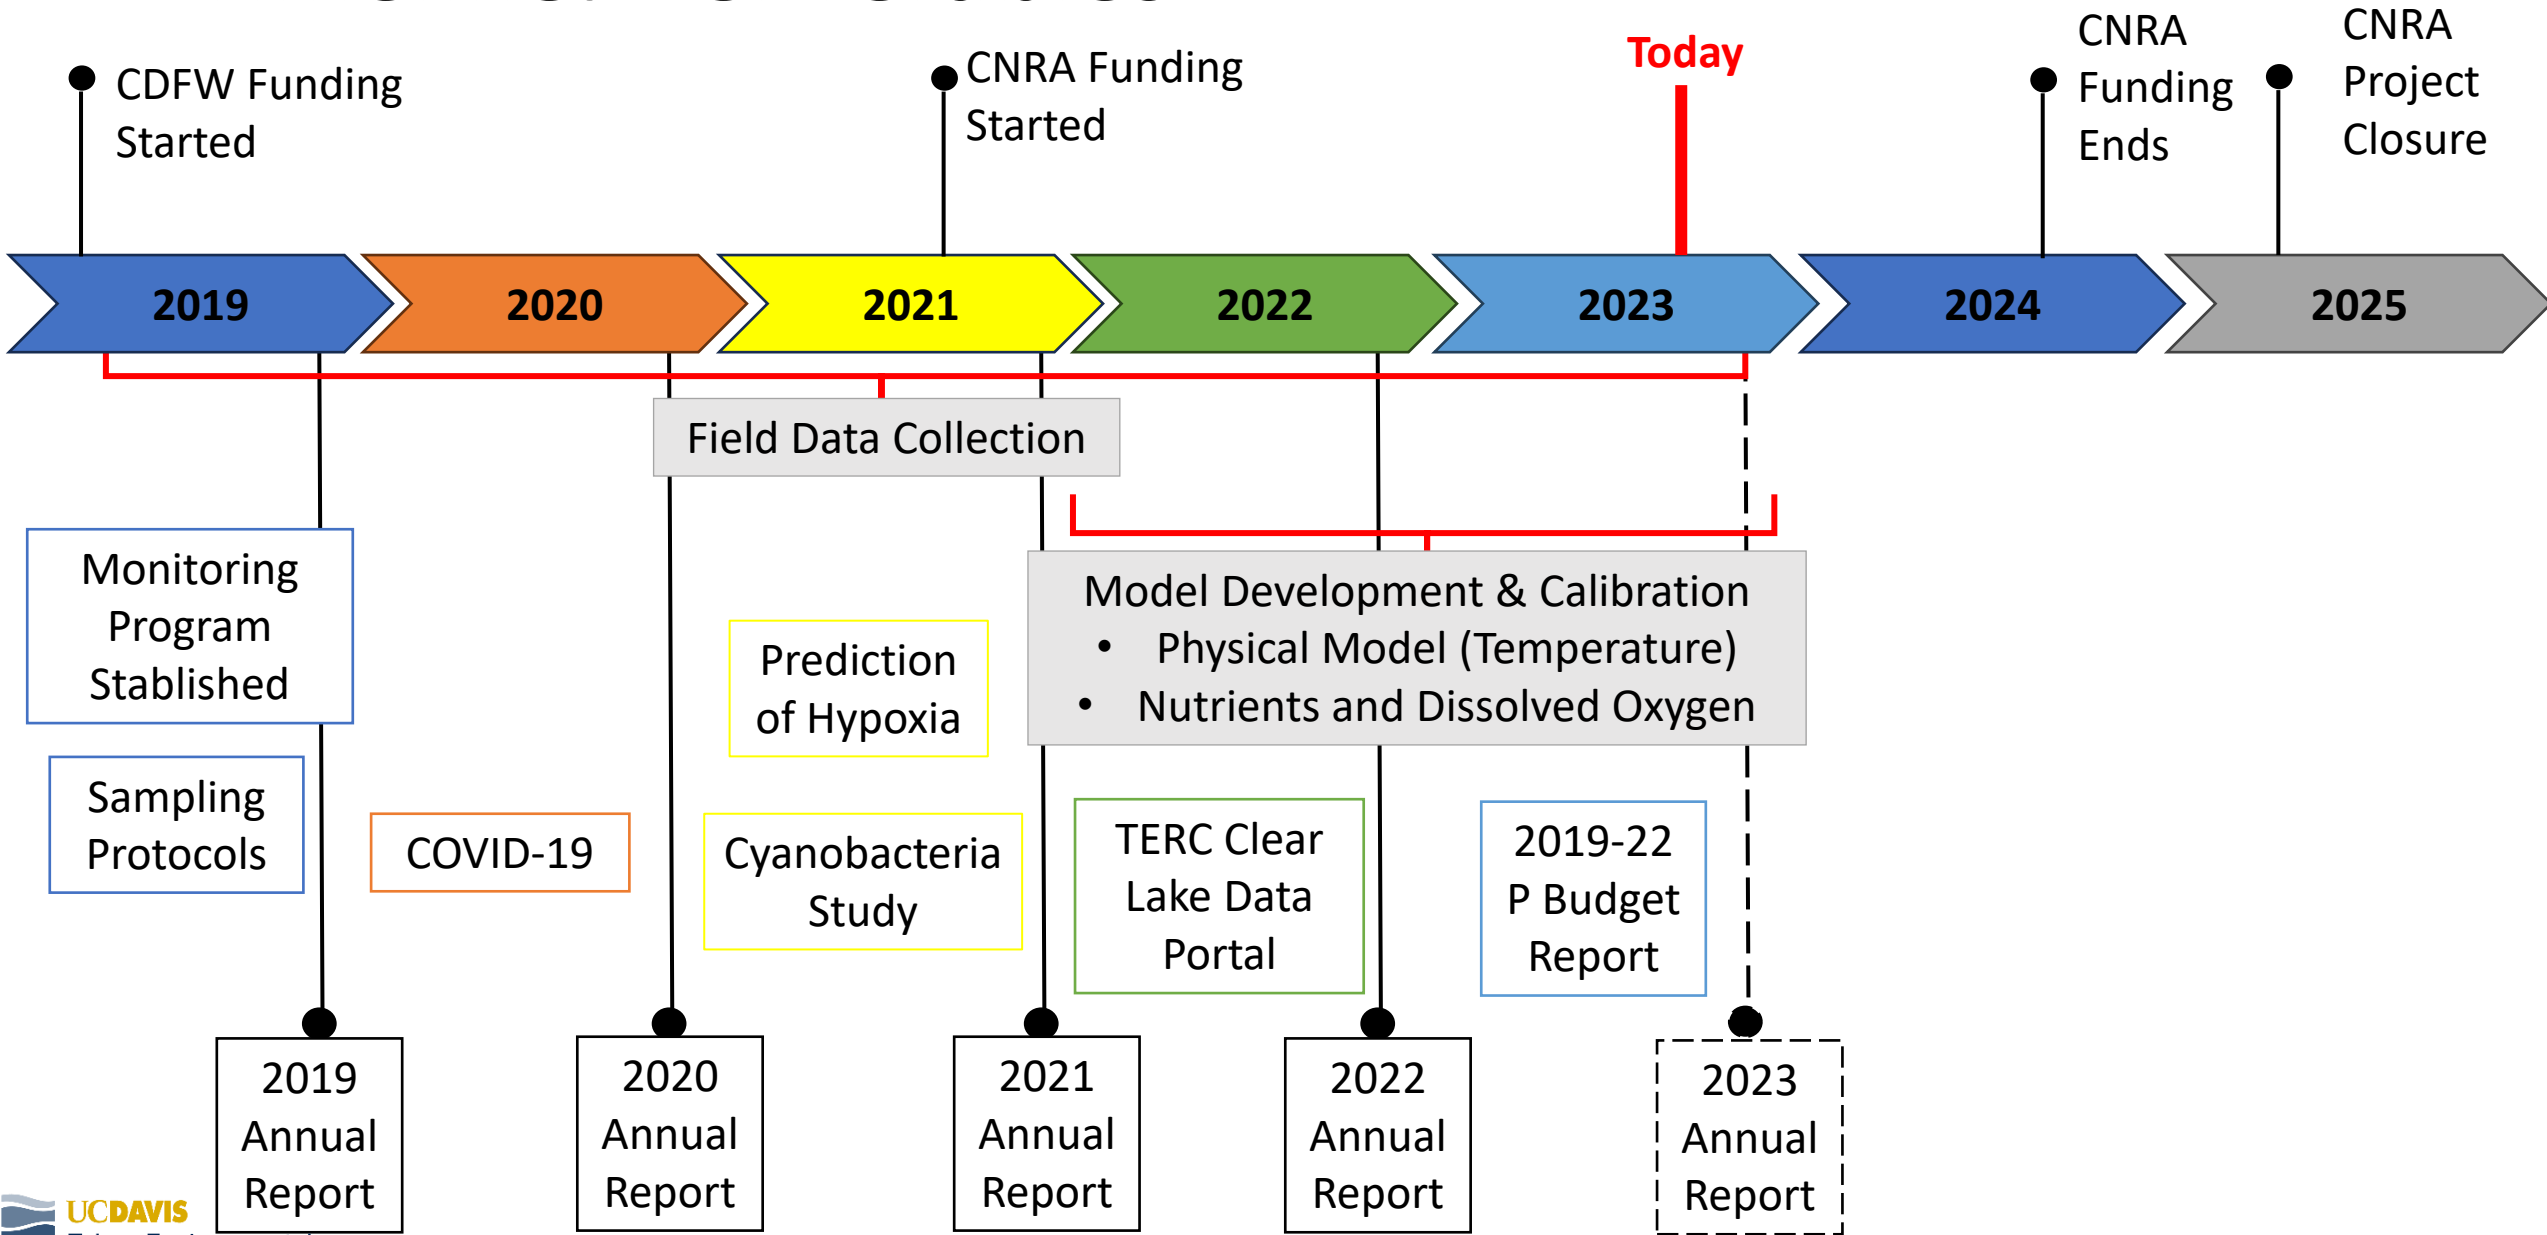 CDFW Funding
Started
CNRA Funding
Started
Today
CNRA
Funding
Ends
CNRA
Project
Closure
2019
2020
2021
2022
2023
2024
2025
Field Data Collection
Monitoring
Program
Stablished
Sampling
Protocols
COVID-19
Prediction
of Hypoxia
Cyanobacteria
Study
Model Development & Calibration
• Physical Model (Temperature)
• Nutrients and Dissolved Oxygen
TERC Clear
Lake Data
Portal
2019-22
P Budget
Report
2019
Annual
Report
2020
Annual
Report
2021
Annual
Report
2022
Annual
Report
2023
Annual
Report
UCDAVIS